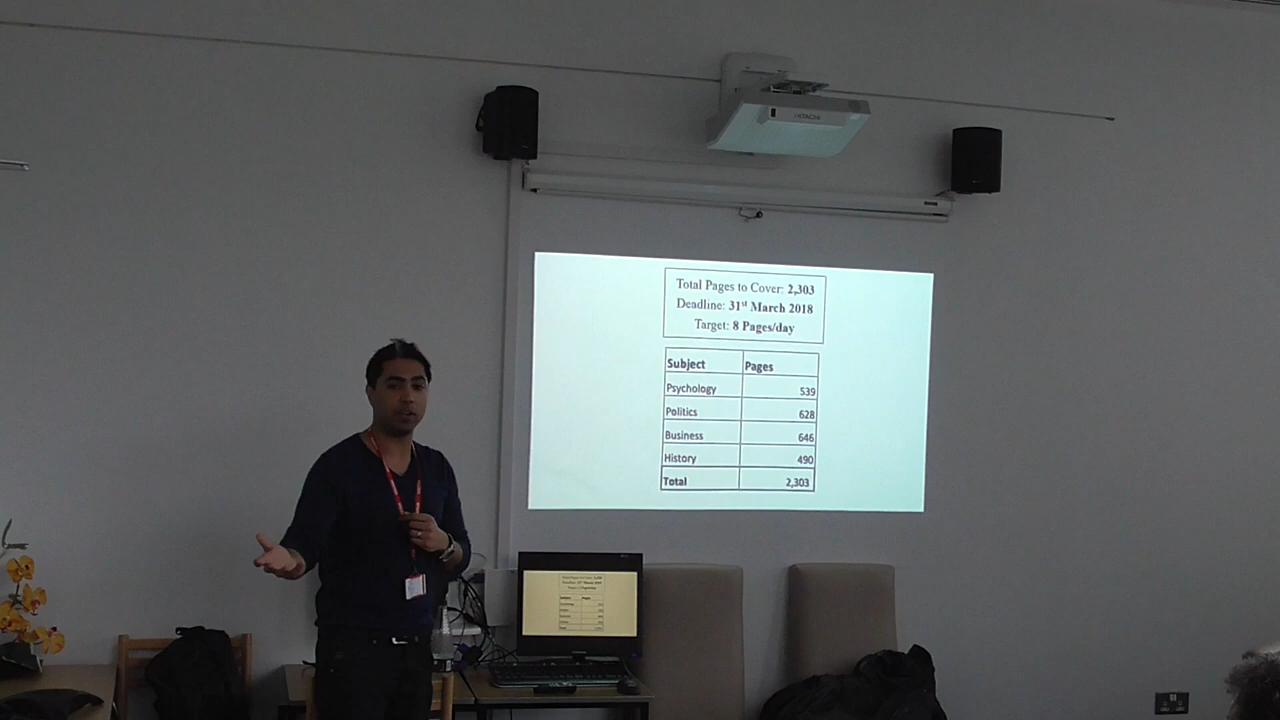 HITACHI
Total Pages to Cover: 2,303
Deadline: 31st March 2018
Target: 8 Pages/day
Subject Pages
Psychology 539
Politics 628
Business 646
History 490
Total 2,303